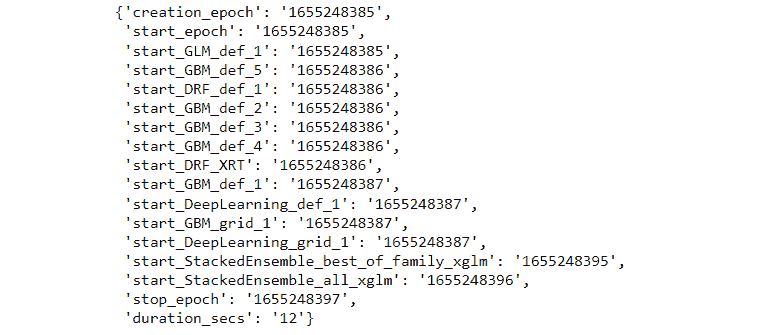 {'creation_epoch': '1655248385',
'start_epoch': '1655248385',
'start_GLM_def_1': '1655248385',
'start_GBM_def_5': '1655248386',
'start_DRF_def_1': '1655248386',
'start_GBM_def_2': '1655248386',
'start_GBM_def_3': '1655248386',
'start_GBM_def_4': '1655248386',
'start_DRF_XRT': '1655248386',
'start_GBM_def_1': '1655248387',
'start_DeepLearning_def_1': '1655248387',
'start_GBM_grid_1': '1655248387',
'start_DeepLearning_grid_1': '1655248387',
'start_StackedEnsemble_best_of_family_xglm': '1655248395',
'start_StackedEnsemble_all_xglm': '1655248396',
'stop_epoch': '1655248397',
'duration_secs': '12'}